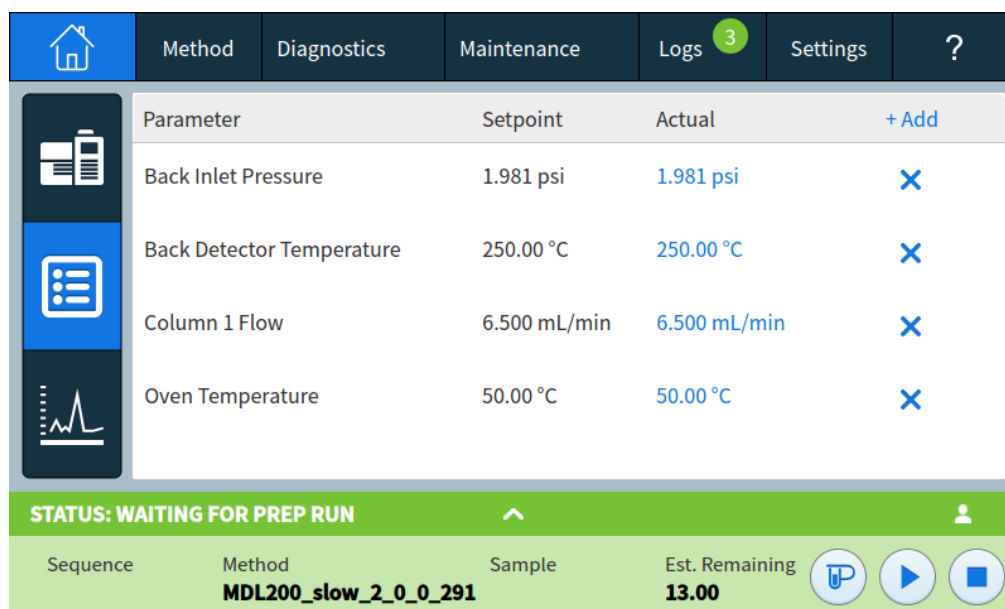 Method Diagnostics Maintenance Logs 3 Settings ?
Parameter Setpoint Actual + Add
Back Inlet Pressure 1.981 psi 1.981 psi
Back Detector Temperature 250.00 °C 250.00 °C
Column 1 Flow 6.500 mL/min 6.500 mL/min
Oven Temperature 50.00 °C 50.00 °C
STATUS: WAITING FOR PREP RUN
Sequence Method Sample Est. Remaining
MDL200_slow_2_0_0_291 13.00